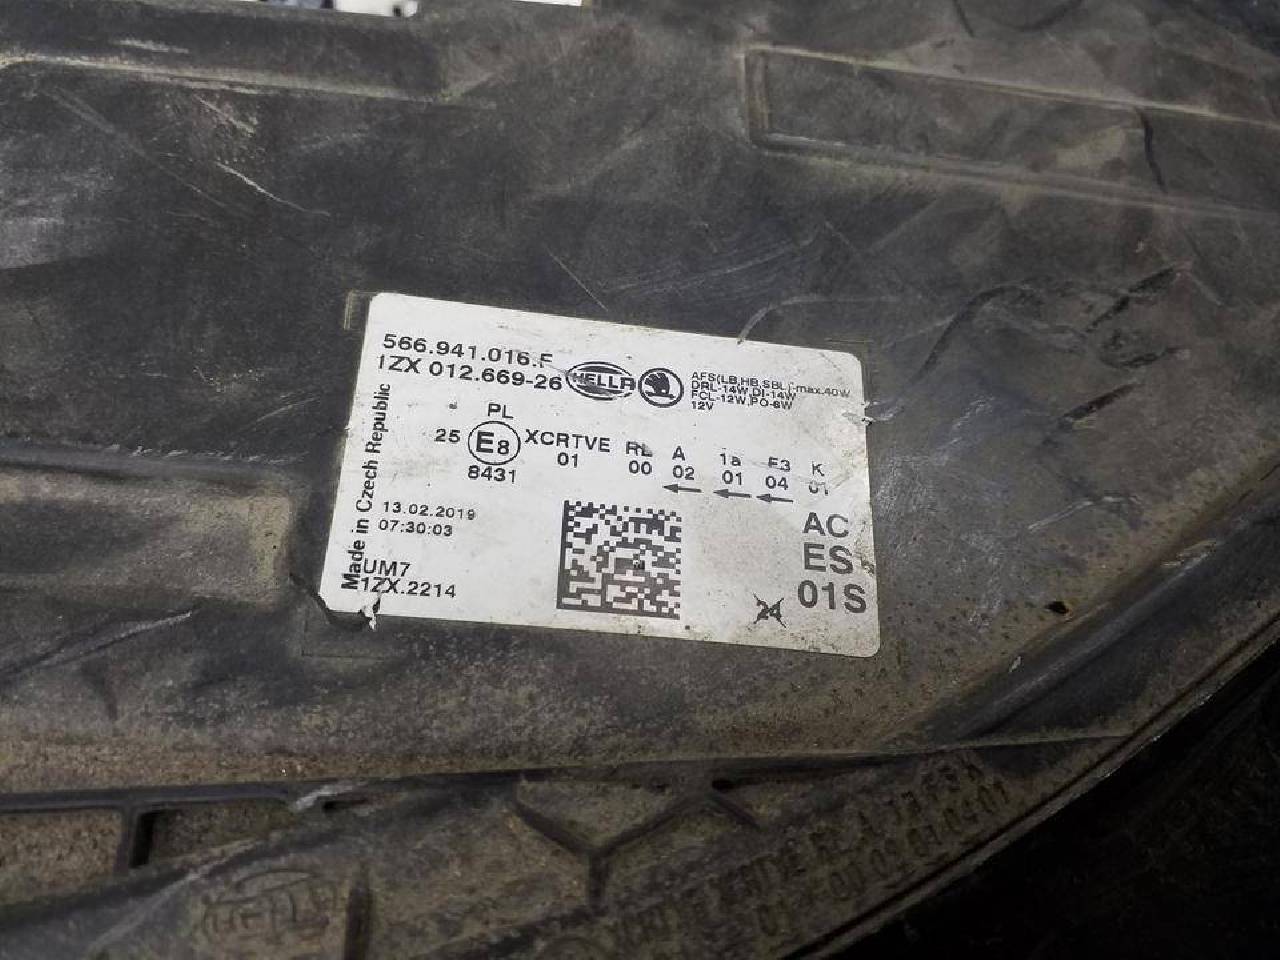 566.941.016.F
1ZX 012.669-26
HELLA
AFS(LB,HB,SBL)-max.40W
DRL-14W,DI-14W
FCL-12W,PO-8W
12V
PL
25 E8 XCRTVE RL A 1a F3 K
8431 01 00 02 01 04 01
Made in Czech Republic
13.02.2019
07:30:03
UM7
1ZX.2214
AC
ES
01S
24
HELLA